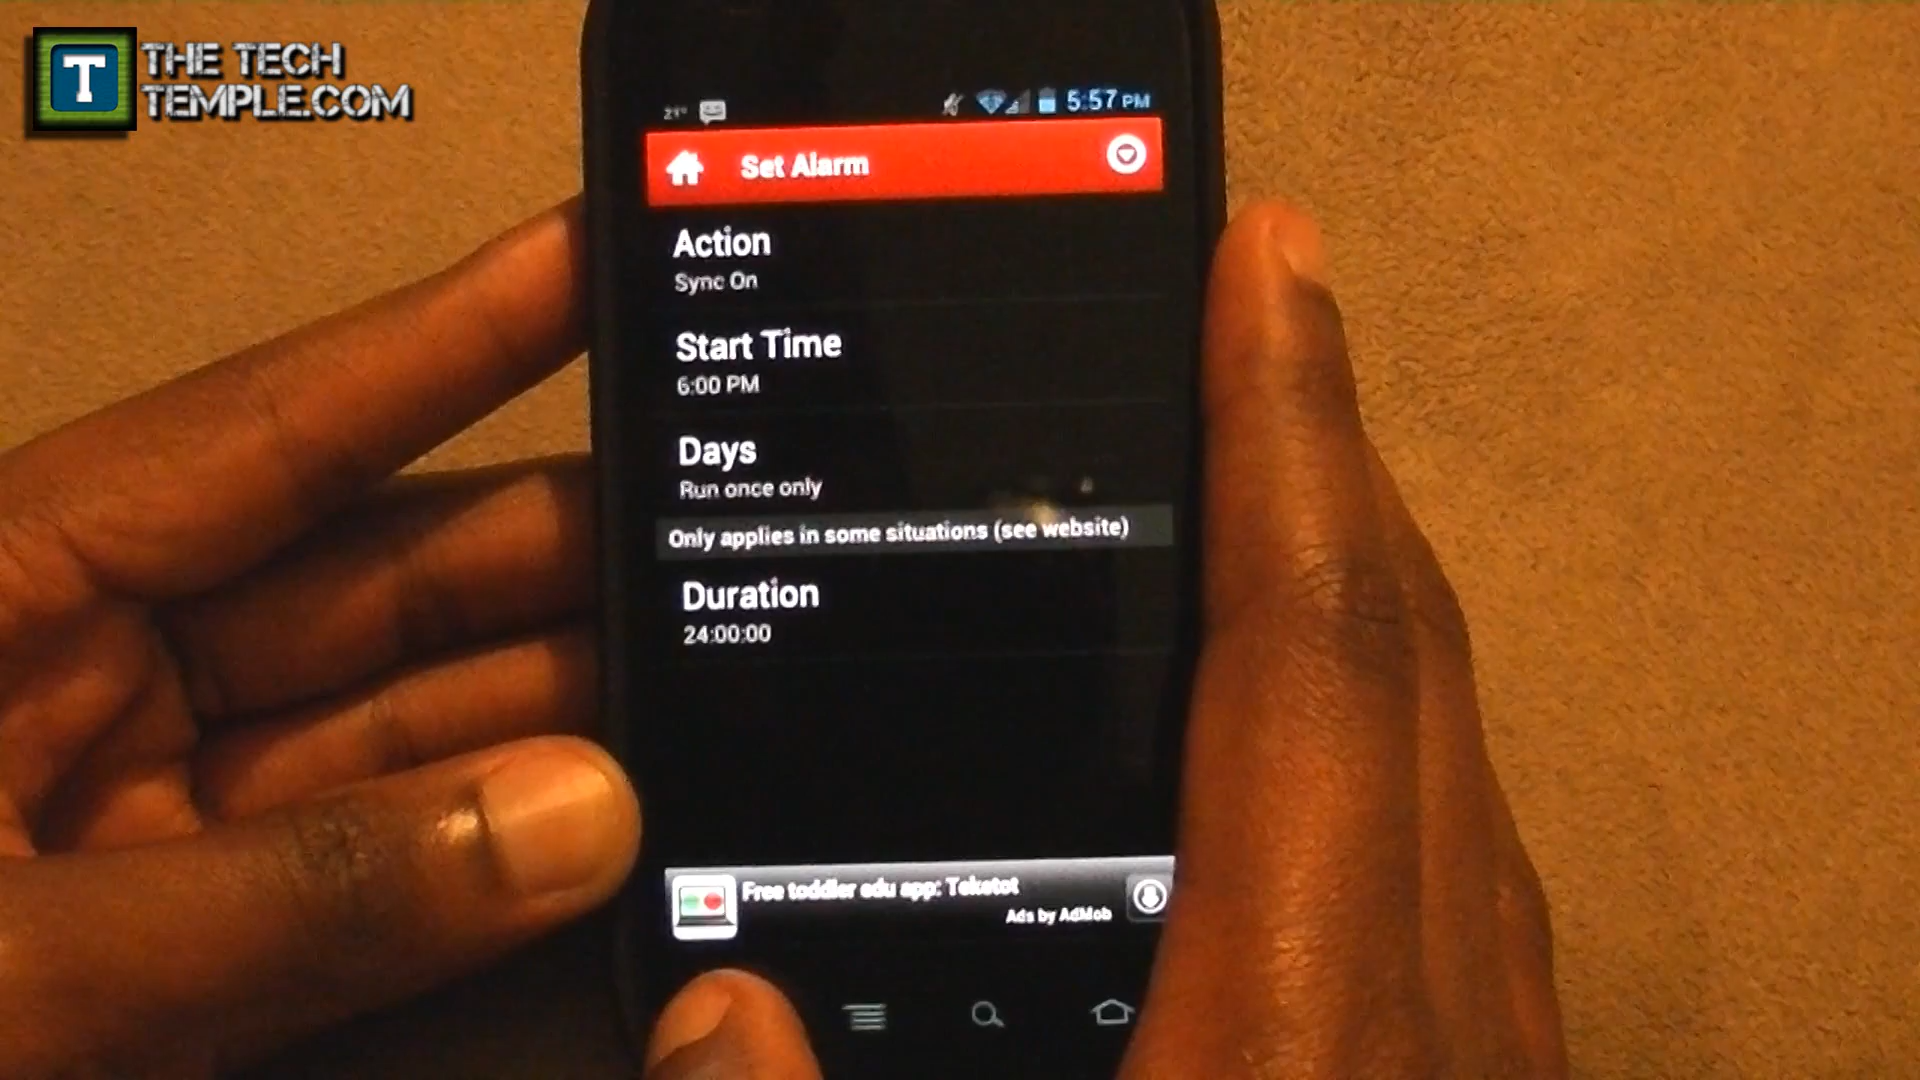 T
THE TECH
TEMPLE.COM
21°
5:57 PM
Set Alarm
Action
Sync On
Start Time
6:00 PM
Days
Run once only
Only applies in some situations (see website)
Duration
24:00:00
Free toddler edu app: Teketot
Ads by AdMob